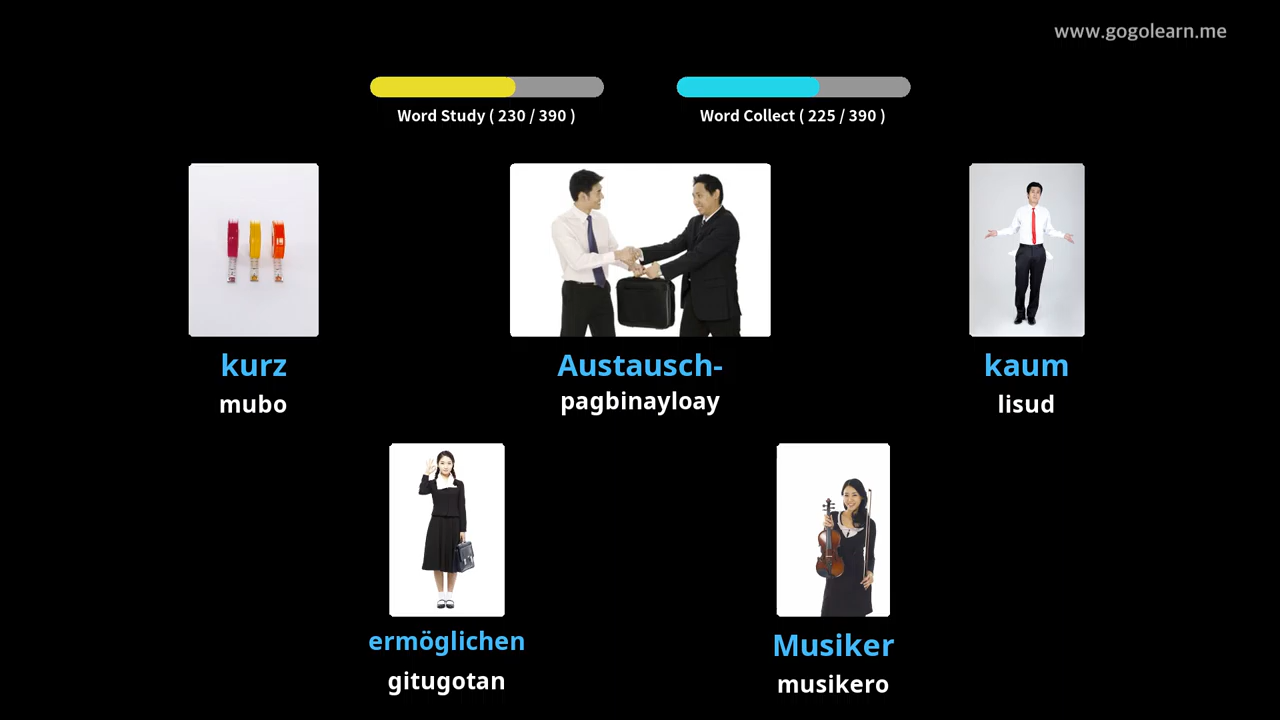 www.gogolearn.me
Word Study ( 230 / 390 )
Word Collect ( 225 / 390 )
kurz
mubo
Austausch-
pagbinayloay
kaum
lisud
ermöglichen
gitugotan
Musiker
musikero